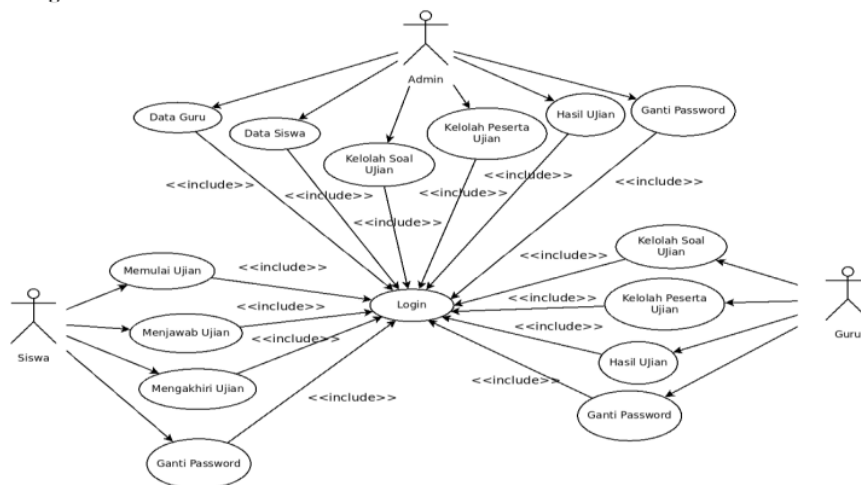 Admin
Data Guru
Data Siswa
Kelolah Soal
UJian
Kelolah Peserta
Ujian
Hasil UJian
Ganti Password
<<include>>
<<include>>
<<include>>
<<include>>
<<include>>
<<include>>
Siswa
Memulai Ujian
Menjawab Ujian
Mengakhiri Ujian
Ganti Password
<<include>>
<<include>>
<<include>>
<<include>>
Login
Guru
Kelolah Soal
Ujian
Kelolah Peserta
Ujian
Hasil UJian
Ganti Password
<<include>>
<<include>>
<<include>>
<<include>>